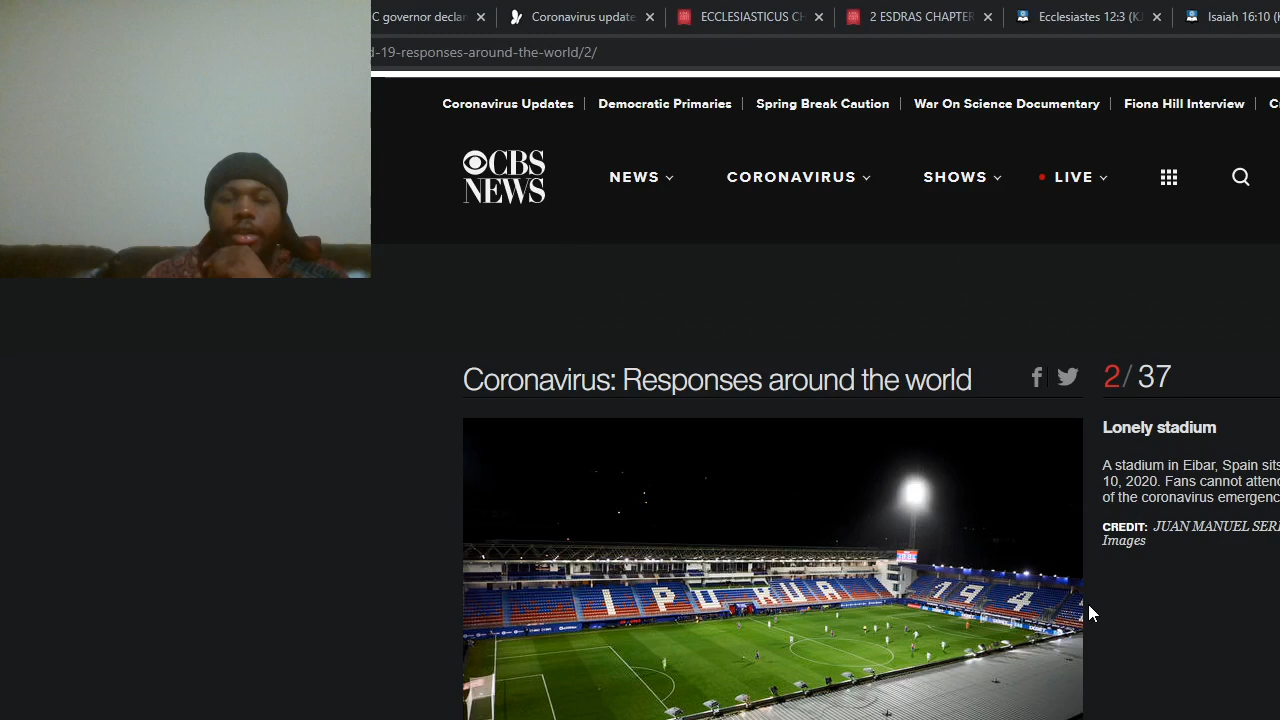 C governor declar
Coronavirus update
ECCLESIASTICUS CH
2 ESDRAS CHAPTER
Ecclesiastes 12:3 (KJ
Isaiah 16:10 (K
d-19-responses-around-the-world/2/
Coronavirus Updates
Democratic Primaries
Spring Break Caution
War On Science Documentary
Fiona Hill Interview
CBS NEWS
NEWS
CORONAVIRUS
SHOWS
LIVE
Coronavirus: Responses around the world
2/37
Lonely stadium
A stadium in Eibar, Spain sits
10, 2020. Fans cannot attend
of the coronavirus emergenc
CREDIT: JUAN MANUEL SER
Images
IPURUA
194